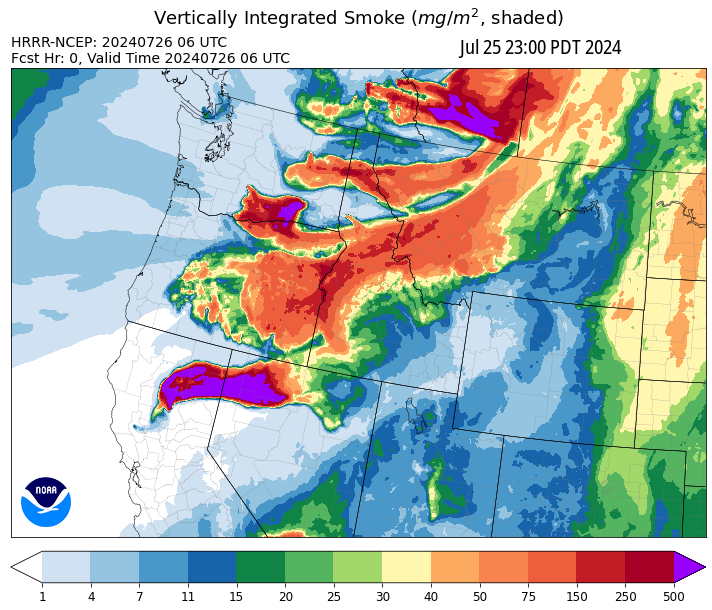 Vertically Integrated Smoke (mg/m², shaded)
HRRR-NCEP: 20240726 06 UTC
Jul 25 23:00 PDT 2024
Fcst Hr: 0, Valid Time 20240726 06 UTC
NOAA
1 4 7 11 15 20 25 30 40 50 75 150 250 500